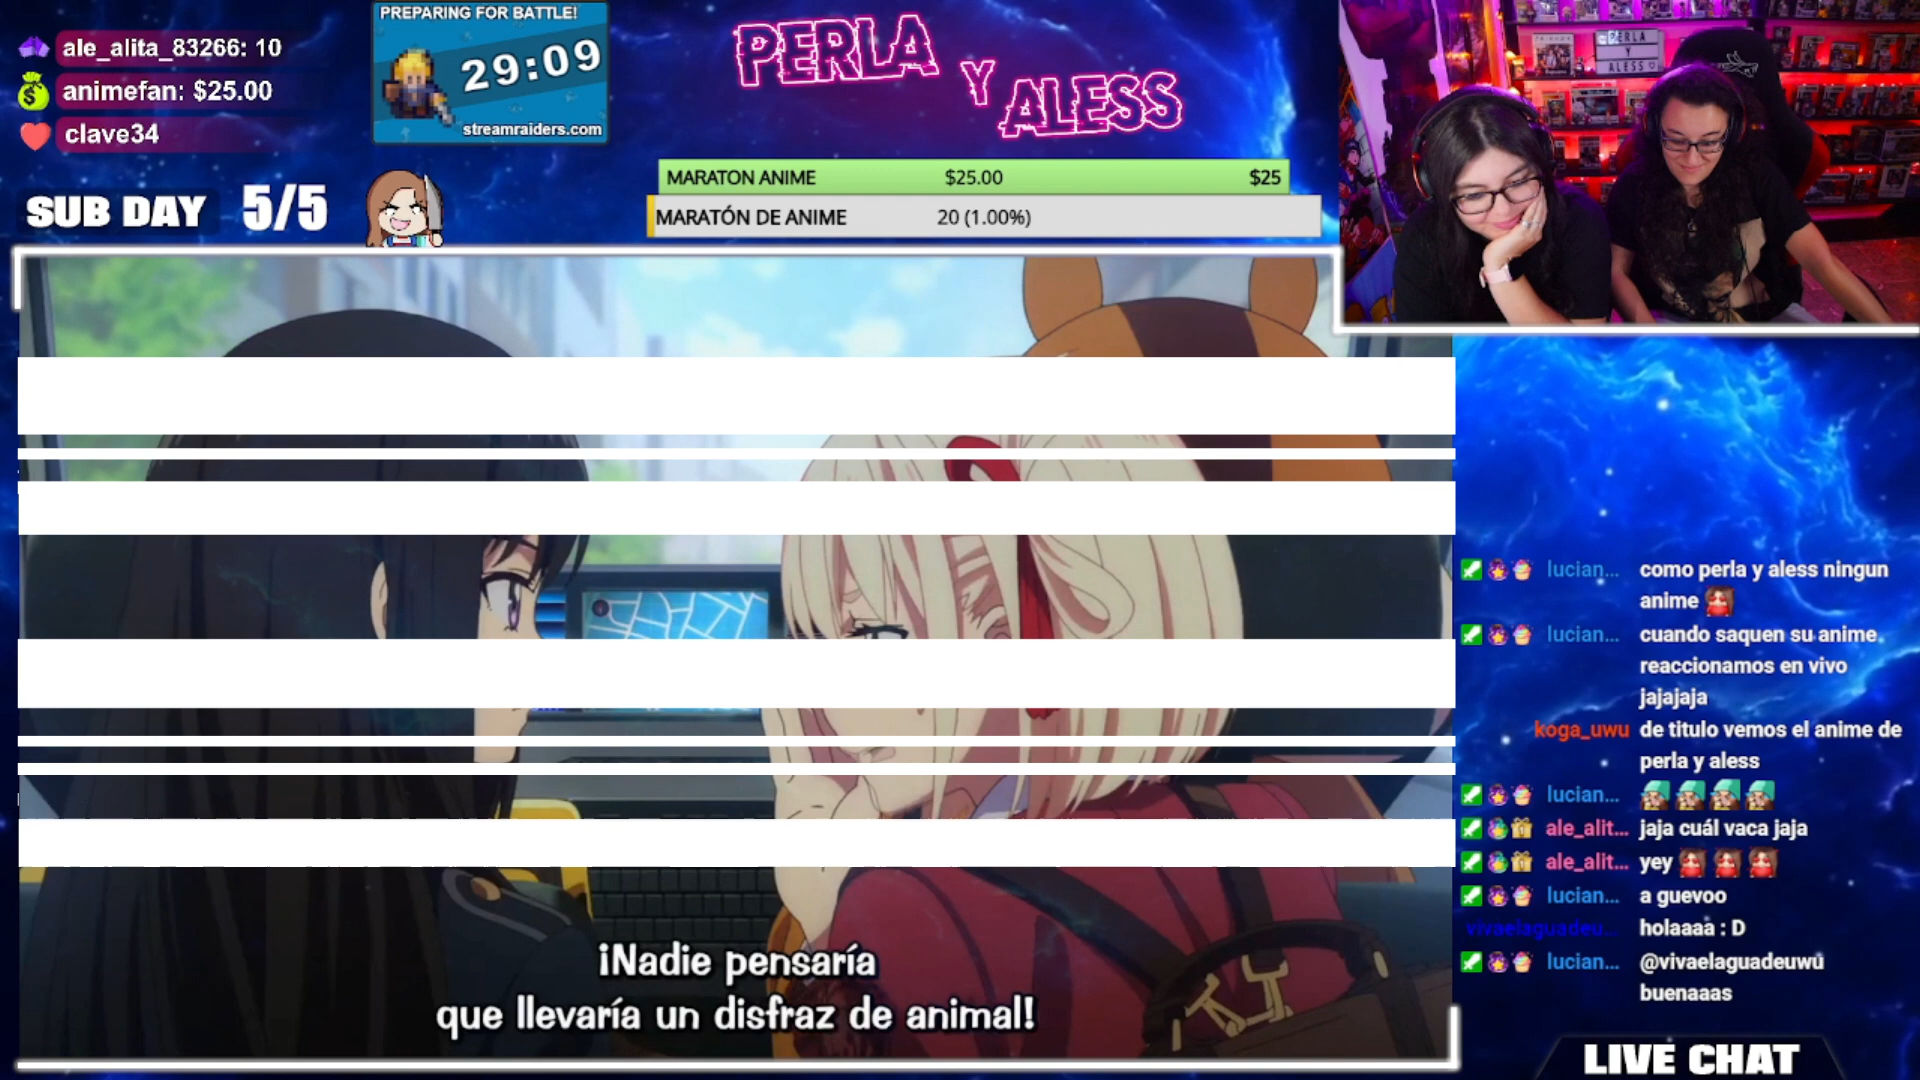 ale_alita_83266: 10
animefan: $25.00
clave34
SUB DAY 5/5
PREPARING FOR BATTLE!
29:09
streamraiders.com
PERLA
Y
ALESS
MARATON ANIME $25.00 $25
MARATÓN DE ANIME 20 (1.00%)
PERLA
Y
ALESS
lucian... como perla y aless ningun
anime
lucian... cuando saquen su anime
reaccionamos en vivo
jajajaja
koga_uwu de titulo vemos el anime de
perla y aless
lucian...
ale_alit... jaja cuál vaca jaja
ale_alit... yey
lucian... a guevoo
vivaelaguadeu... holaaaa : D
lucian... @vivaelaguadeuwu
buenaaas
LIVE CHAT
¡Nadie pensaría
que llevaría un disfraz de animal!